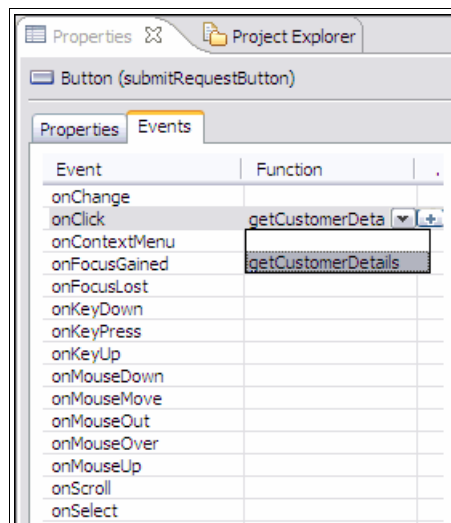 Properties Project Explorer
Button (submitRequestButton)
Properties Events
Event Function .
onChange
onClick getCustomerDeta
onContextMenu
onFocusGained getCustomerDetails
onFocusLost
onKeyDown
onKeyPress
onKeyUp
onMouseDown
onMouseMove
onMouseOut
onMouseOver
onMouseUp
onScroll
onSelect